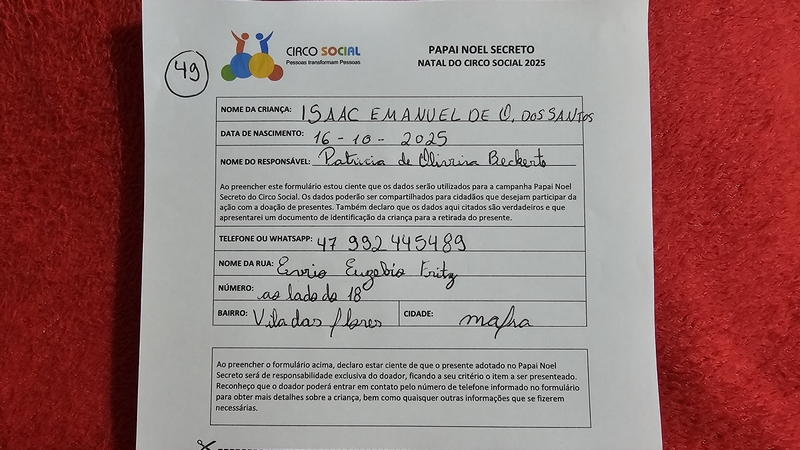 49
CIRCO SOCIAL
Pessoas transformam Pessoas
PAPAI NOEL SECRETO
NATAL DO CIRCO SOCIAL 2025
NOME DA CRIANÇA: ISAAC EMANUEL DE O. DOS SANTOS
DATA DE NASCIMENTO: 16-10-2025
NOME DO RESPONSÁVEL: Patricia de Oliveira Beckerto
Ao preencher este formulário estou ciente que os dados serão utilizados para a campanha Papai Noel
Secreto do Circo Social. Os dados poderão ser compartilhados para cidadãos que desejam participar da
ação com a doação de presentes. Também declaro que os dados aqui citados são verdadeiros e que
apresentarei um documento de identificação da criança para a retirada do presente.
TELEFONE OU WHATSAPP: 47 992445489
NOME DA RUA: Euzebio Fritz
NÚMERO: ao lado do 18
BAIRRO: Vila das flores CIDADE: mafra
Ao preencher o formulário acima, declaro estar ciente de que o presente adotado no Papai Noel
Secreto será de responsabilidade exclusiva do doador, ficando a seu critério o item a ser presenteado.
Reconheço que o doador poderá entrar em contato pelo número de telefone informado no formulário
para obter mais detalhes sobre a criança, bem como quaisquer outras informações que se fizerem
necessárias.